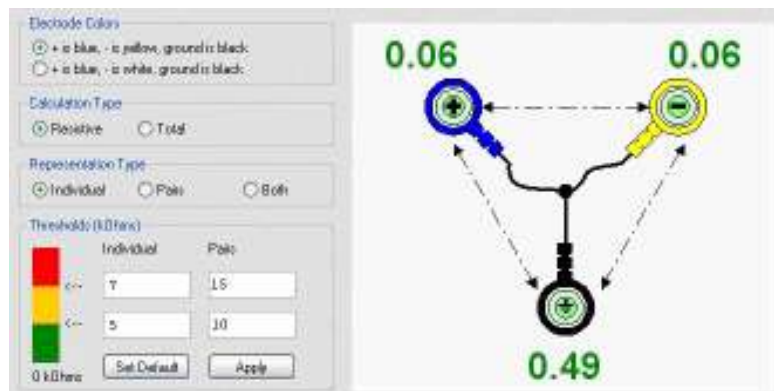 Electrode Colors
+ is blue, - is yellow, ground is black
+ is blue, - is white, ground is black
Calculation Type
Resistive Total
Representation Type
Individual Pairs Both
Thresholds (kOhms)
Individual Pairs
<-- 7 15
<-- 5 10
0 kOhms Set Default Apply
0.06 0.06
+ -
+
0.49